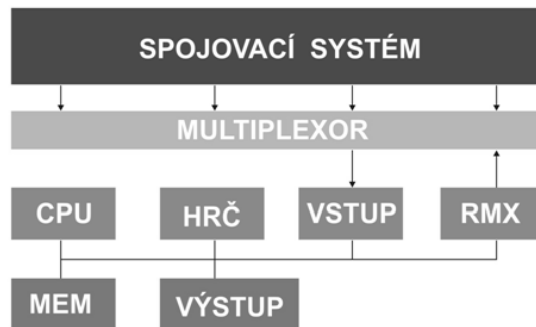 SPOJOVACÍ SYSTÉM
MULTIPLEXOR
CPU
HRČ
VSTUP
RMX
MEM
VÝSTUP